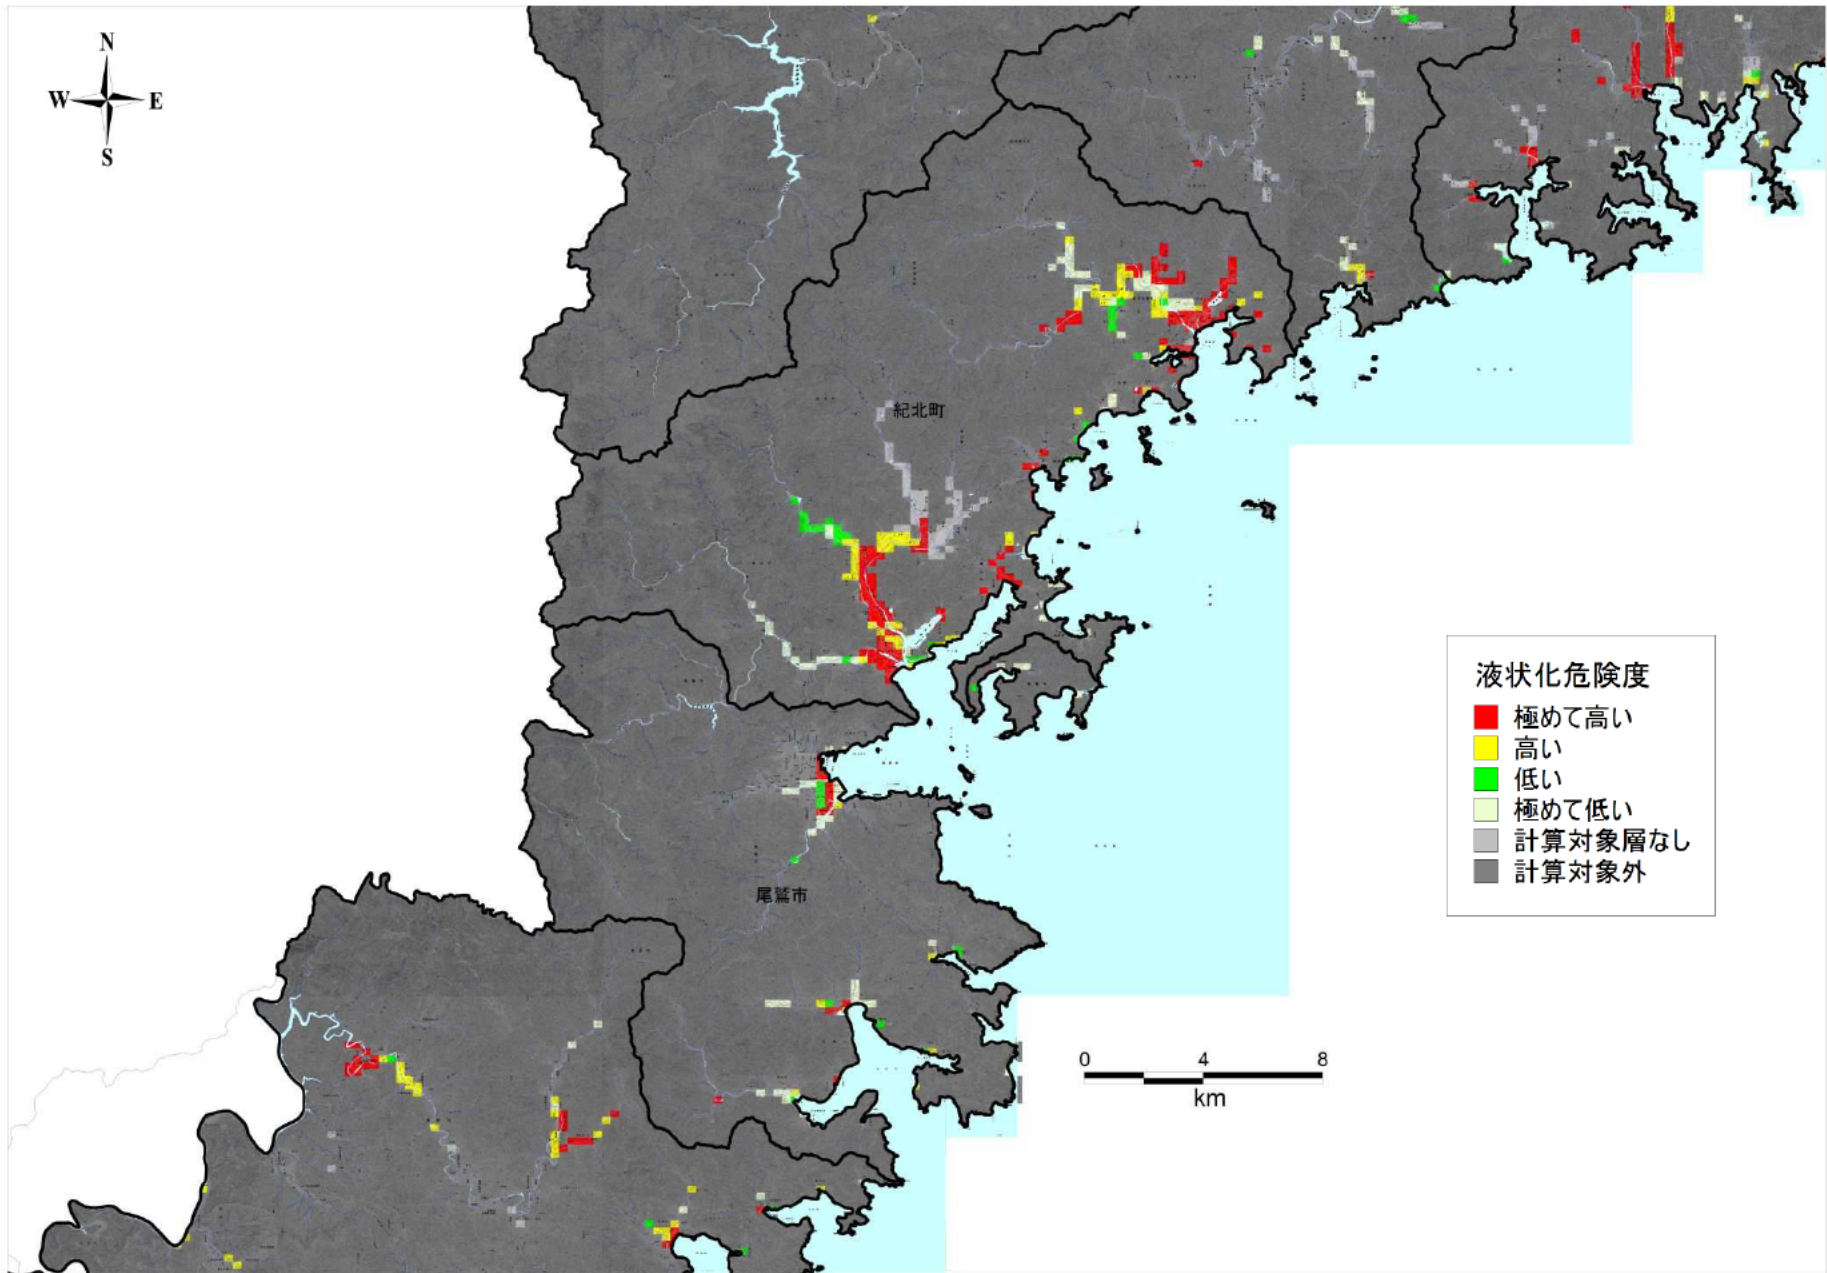 N
W E
S
紀北町
液状化危険度
極めて高い
高い
低い
極めて低い
計算対象層なし
計算対象外
尾鷲市
0 4 8
km